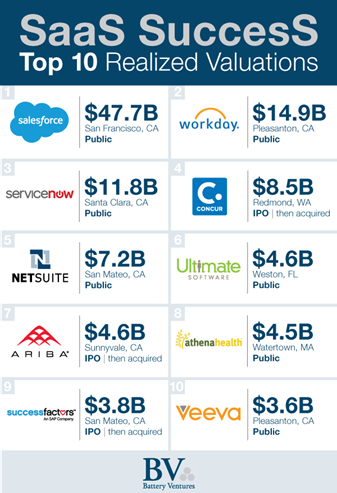 SaaS SuccesS
Top 10 Realized Valuations
1
salesforce
$47.7B
San Francisco, CA
Public
2
workday.
$14.9B
Pleasanton, CA
Public
3
servicenow
$11.8B
Santa Clara, CA
Public
4
C.
CONCUR
$8.5B
Redmond, WA
IPO | then acquired
5
N
NETSUITE
$7.2B
San Mateo, CA
Public
6
Ultimate
SOFTWARE
$4.6B
Weston, FL
Public
7
ARIBA
$4.6B
Sunnyvale, CA
IPO | then acquired
8
athenahealth
$4.5B
Watertown, MA
Public
9
successfactors
An SAP Company
$3.8B
San Mateo, CA
IPO | then acquired
10
Veeva
$3.6B
Pleasanton, CA
Public
BV
Battery Ventures